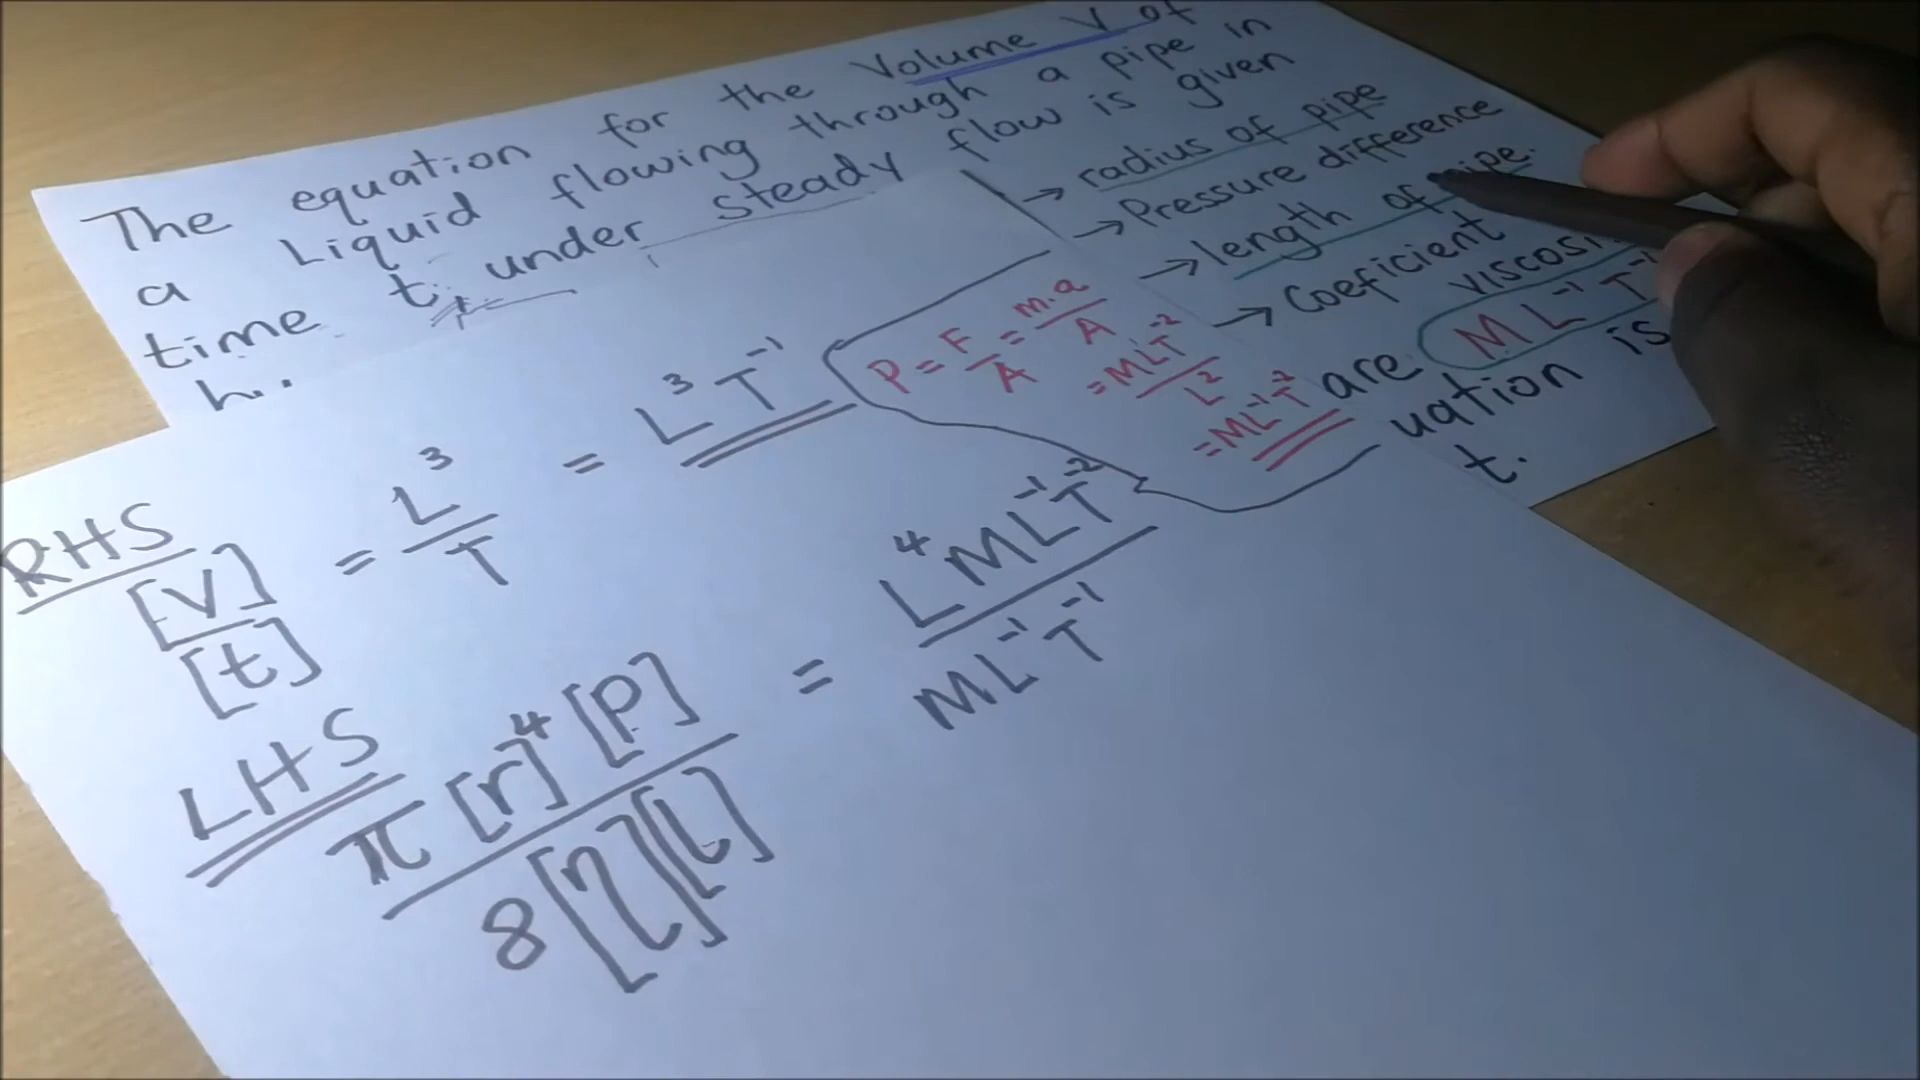 The equation for the Volume V of
a Liquid flowing through a pipe in
time t, under steady flow is given
→ radius of pipe
→ Pressure difference
→ length of pipe.
→ Coeficient
viscosi
are ML⁻¹T⁻¹
uation is
t.
h.
P = F/A = m.a/A
= MLT⁻²/L²
= ML⁻¹T⁻²
RHS
[V]/[t] = L³/T = L³T⁻¹
LHS
π[r]⁴[P]/8[η][l] = L⁴ML⁻¹T⁻²/ML⁻¹T⁻¹